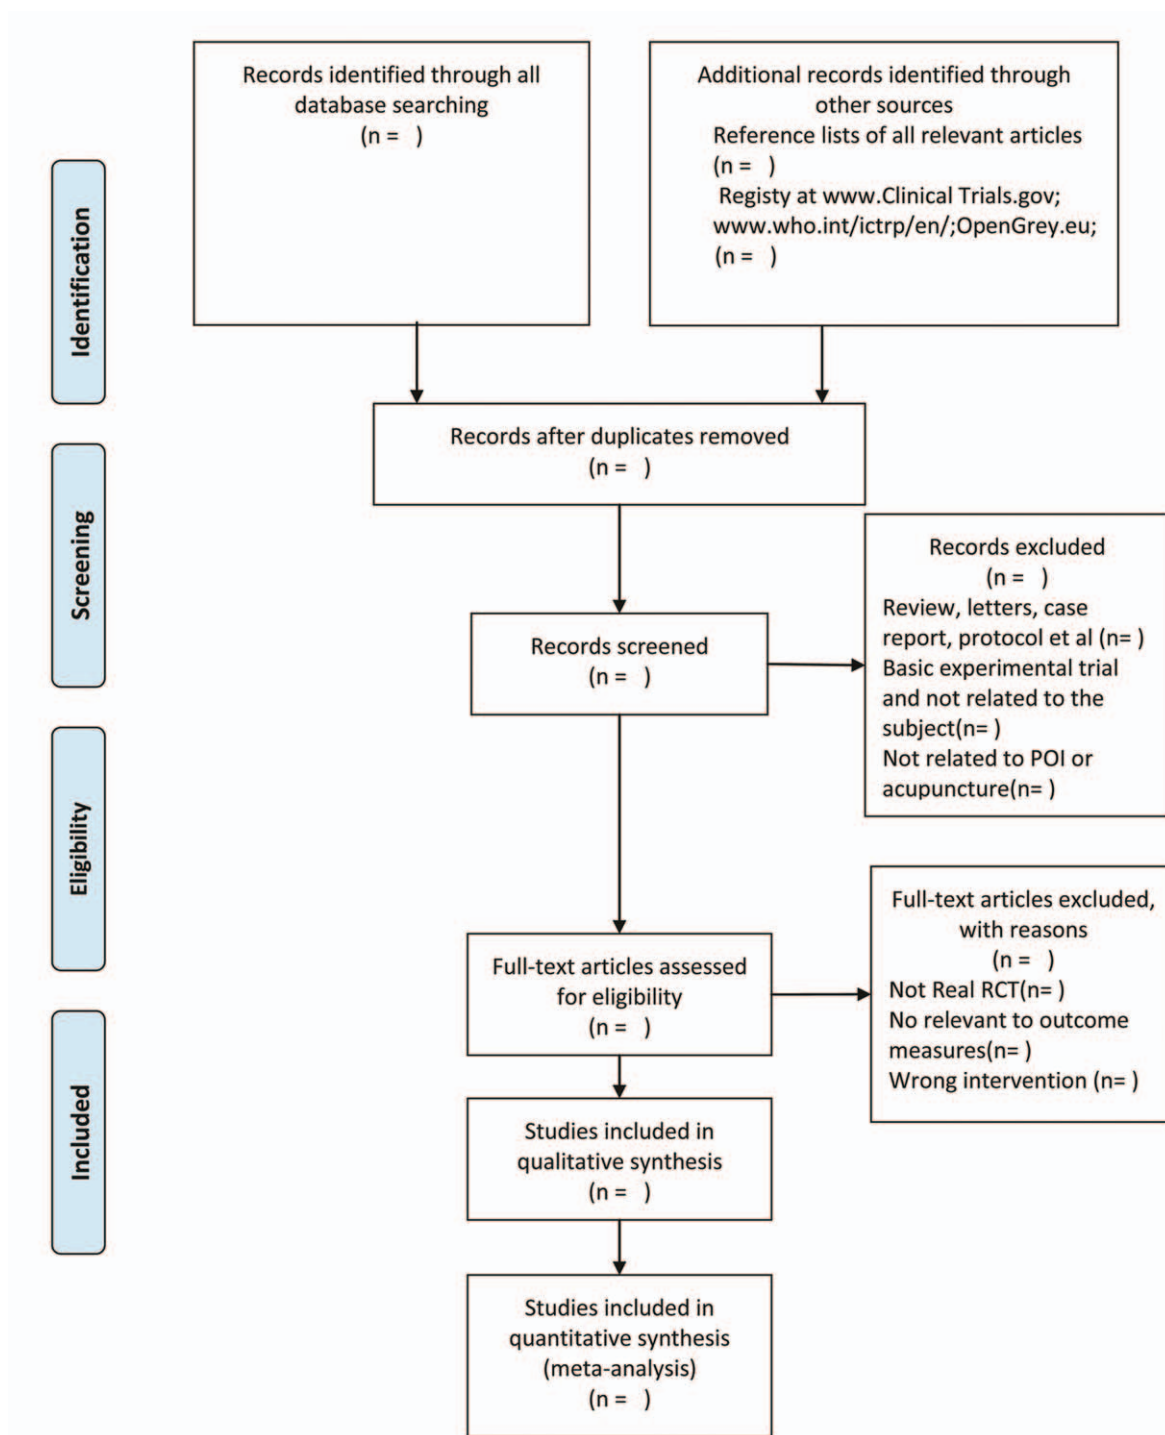 Records identified through all
database searching
(n =   )
Additional records identified through
other sources
Reference lists of all relevant articles
(n =   )
Registy at www.Clinical Trials.gov;
www.who.int/ictrp/en/;OpenGrey.eu;
(n =   )
Identification
Records after duplicates removed
(n =   )
Screening
Records screened
(n =   )
Records excluded
(n =   )
Review, letters, case
report, protocol et al (n= )
Basic experimental trial
and not related to the
subject(n= )
Not related to POI or
acupuncture(n= )
Eligibility
Full-text articles assessed
for eligibility
(n =   )
Full-text articles excluded,
with reasons
(n =   )
Not Real RCT(n= )
No relevant to outcome
measures(n= )
Wrong intervention (n= )
Included
Studies included in
qualitative synthesis
(n =   )
Studies included in
quantitative synthesis
(meta-analysis)
(n =   )